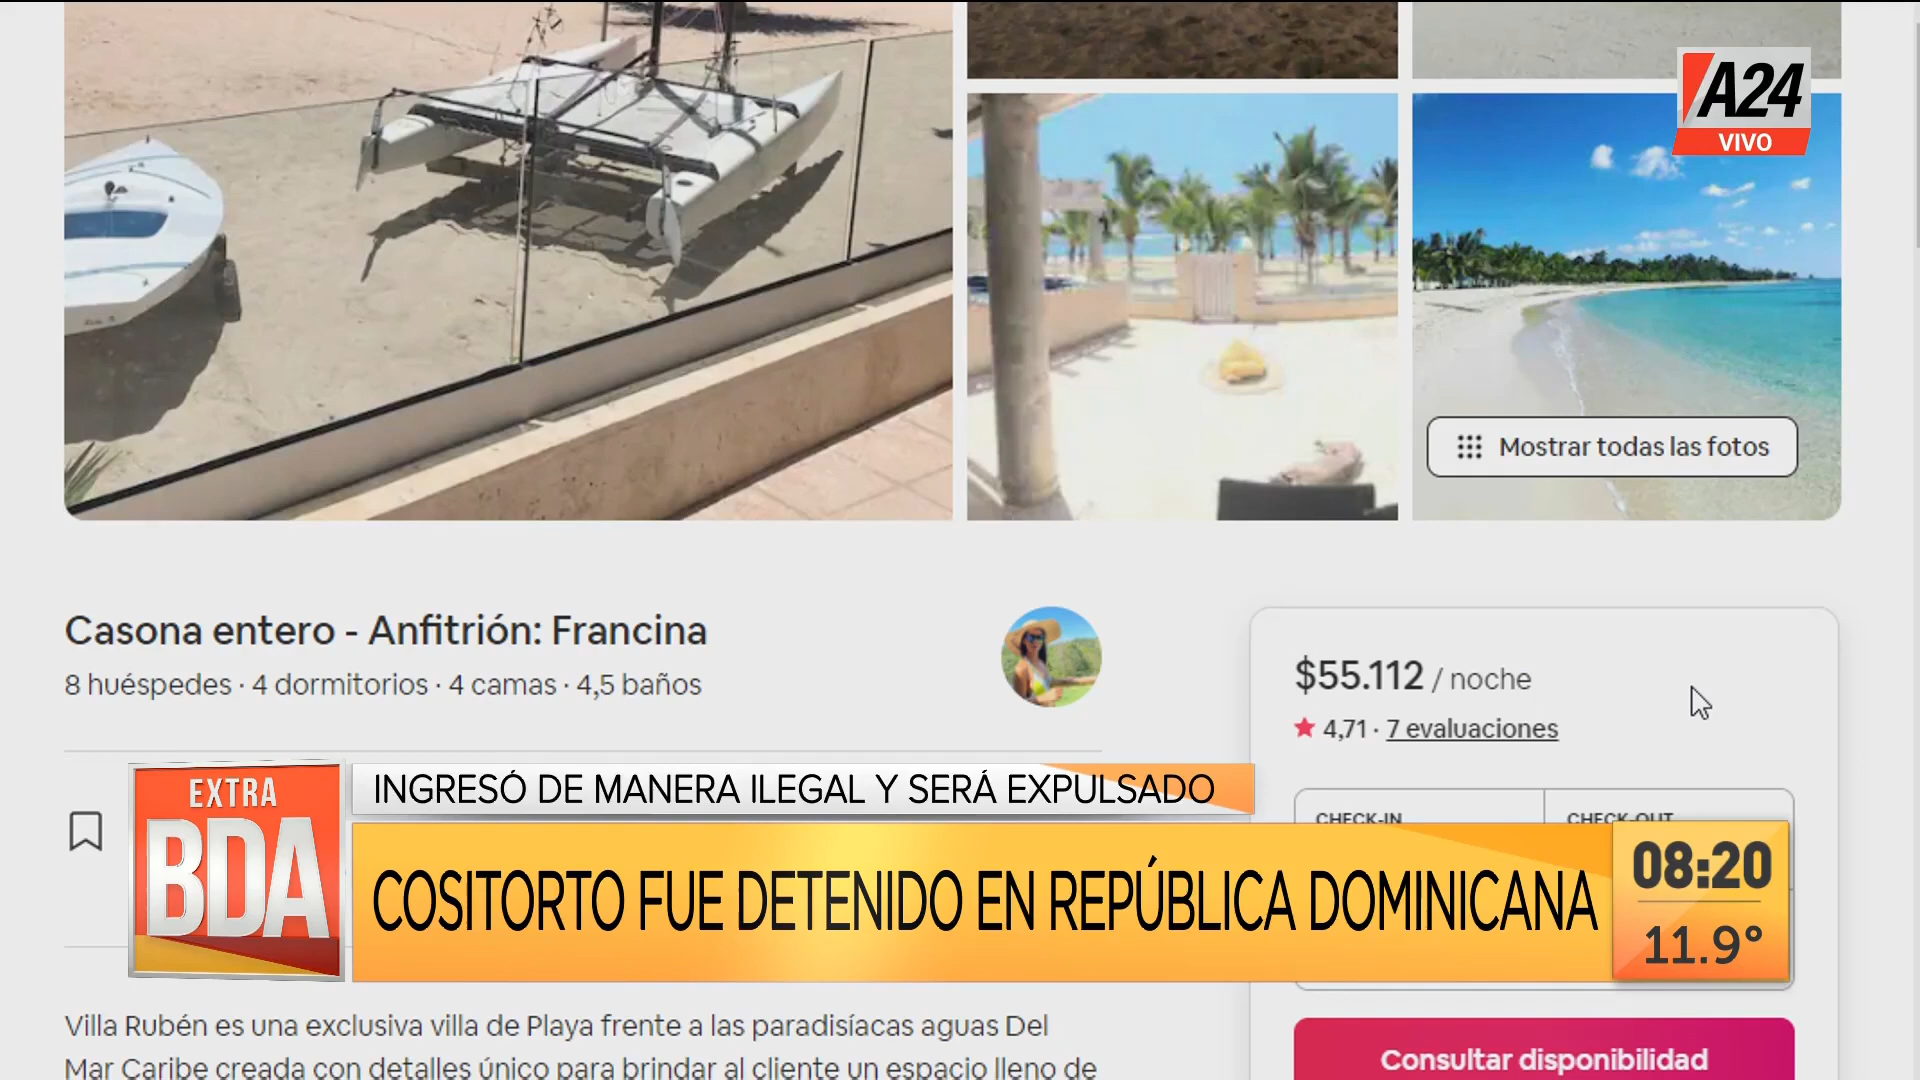 A24
VIVO
Mostrar todas las fotos
Casona entero - Anfitrión: Francina
8 huéspedes · 4 dormitorios · 4 camas · 4,5 baños
$55.112 / noche
★ 4,71 · 7 evaluaciones
EXTRA
BDA
INGRESÓ DE MANERA ILEGAL Y SERÁ EXPULSADO
CHECK-IN
CHECK-OUT
COSITORTO FUE DETENIDO EN REPÚBLICA DOMINICANA
08:20
11.9°
Villa Rubén es una exclusiva villa de Playa frente a las paradisíacas aguas Del
Mar Caribe creada con detalles único para brindar al cliente un espacio lleno de
Consultar disponibilidad